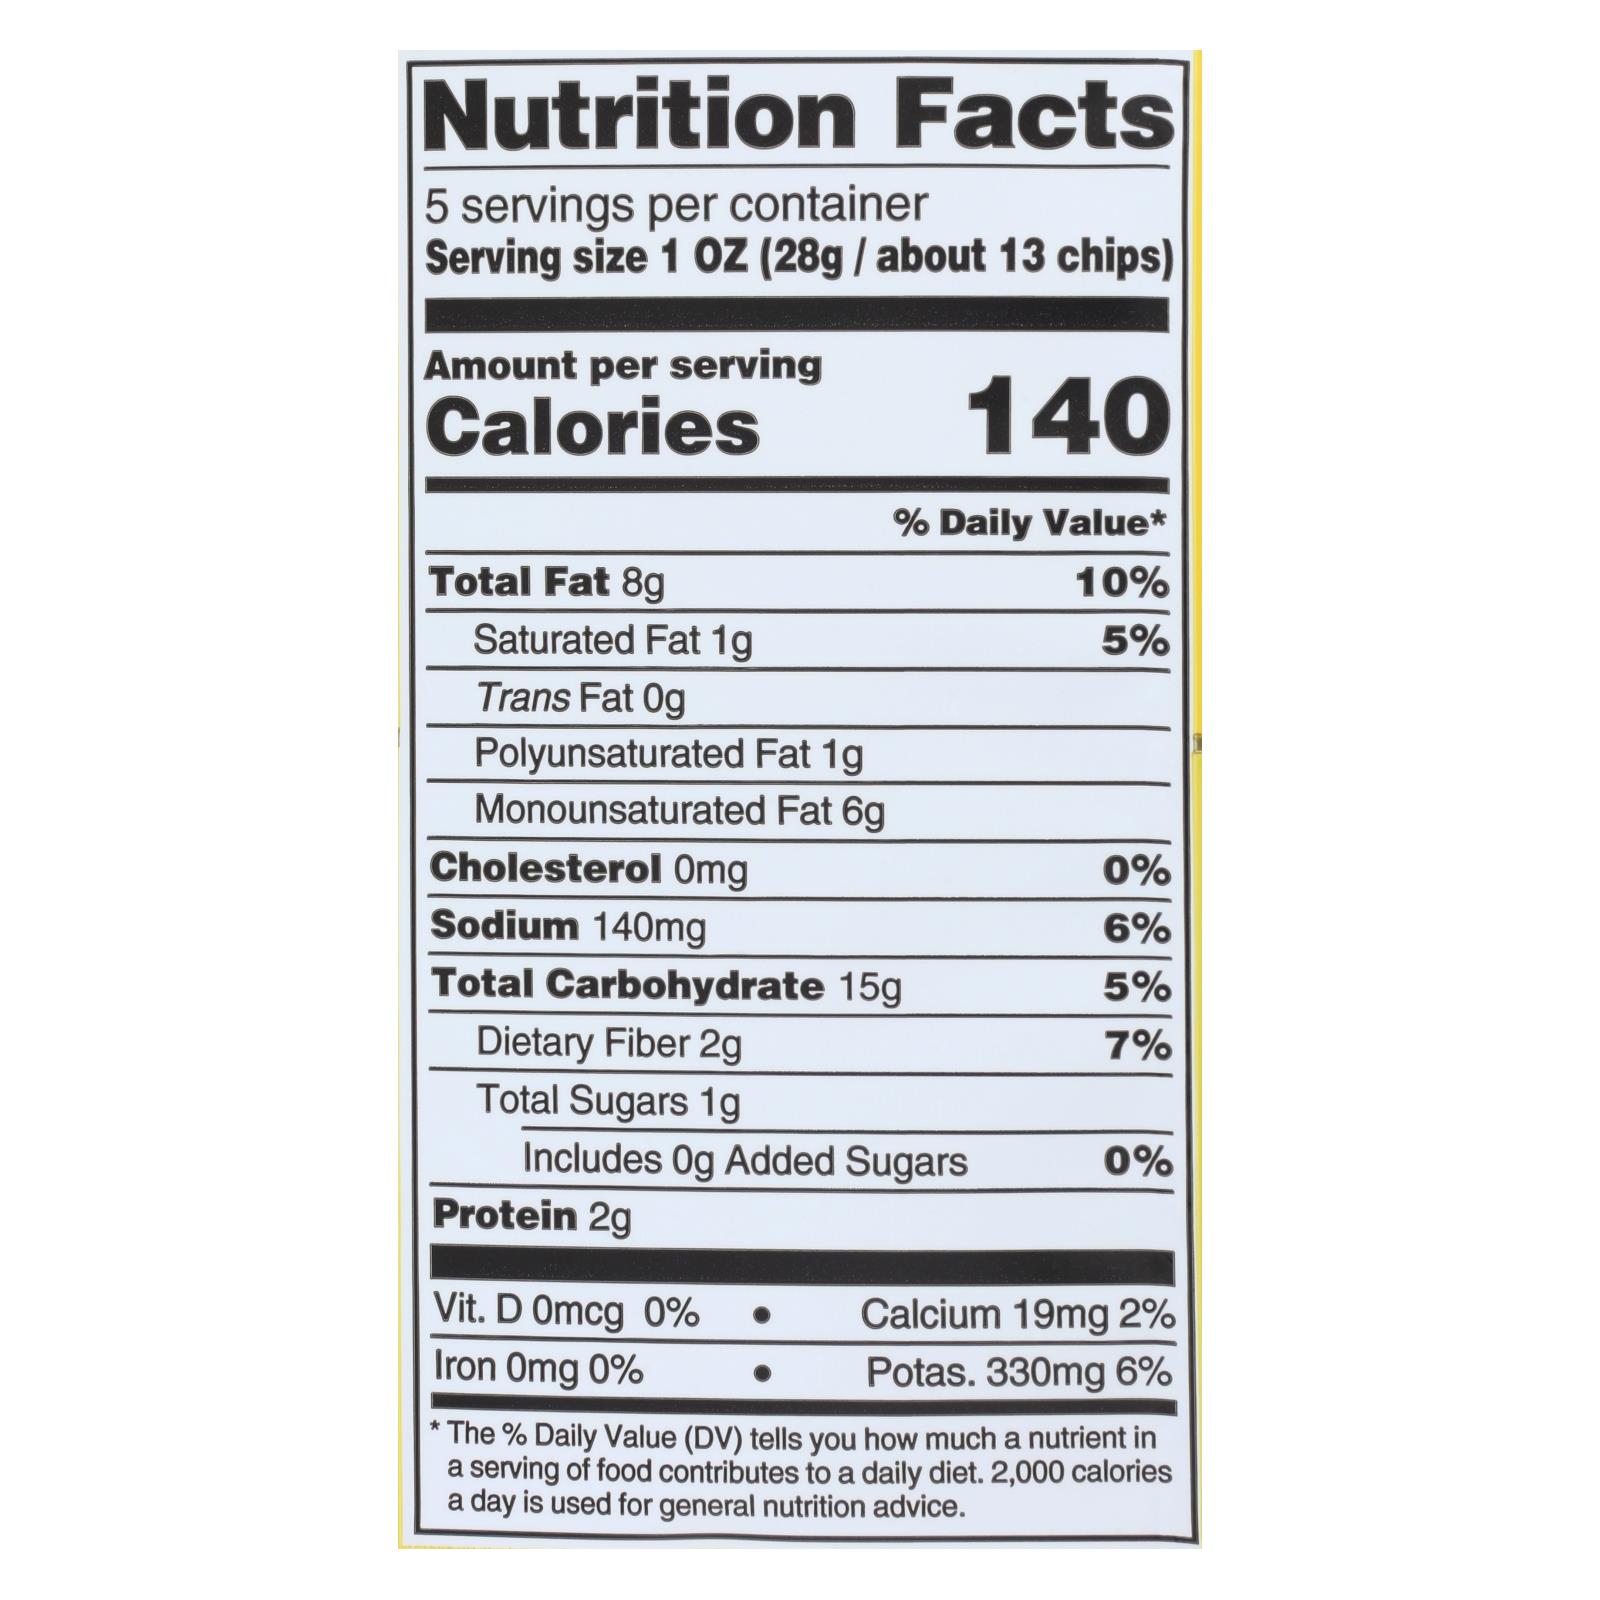 Nutrition Facts
5 servings per container
Serving size 1 OZ (28g / about 13 chips)
Amount per serving
Calories 140
% Daily Value*
Total Fat 8g 10%
Saturated Fat 1g 5%
Trans Fat 0g
Polyunsaturated Fat 1g
Monounsaturated Fat 6g
Cholesterol 0mg 0%
Sodium 140mg 6%
Total Carbohydrate 15g 5%
Dietary Fiber 2g 7%
Total Sugars 1g
Includes 0g Added Sugars 0%
Protein 2g
Vit. D 0mcg 0% • Calcium 19mg 2%
Iron 0mg 0% • Potas. 330mg 6%
* The % Daily Value (DV) tells you how much a nutrient in
a serving of food contributes to a daily diet. 2,000 calories
a day is used for general nutrition advice.